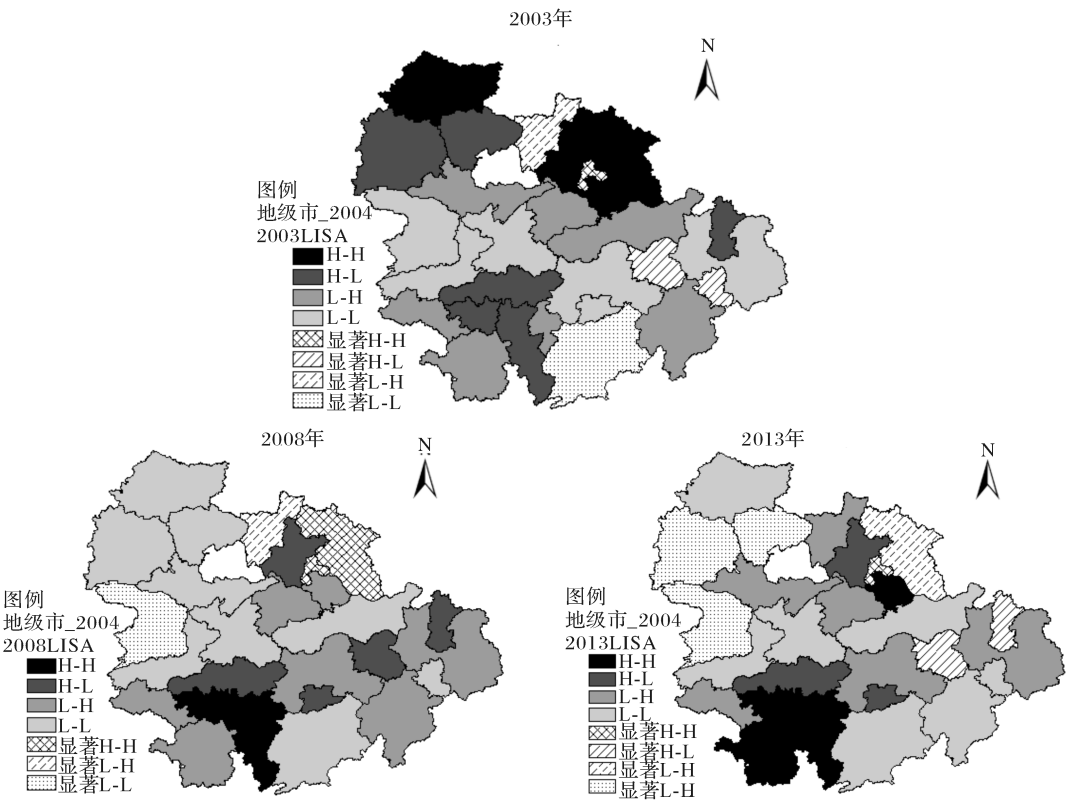 2003年
N
图例
地级市_2004
2003LISA
H-H
H-L
L-H
L-L
显著H-H
显著H-L
显著L-H
显著L-L
2008年
N
图例
地级市_2004
2008LISA
H-H
H-L
L-H
L-L
显著H-H
显著L-H
显著L-L
2013年
N
图例
地级市_2004
2013LISA
H-H
H-L
L-H
L-L
显著H-H
显著H-L
显著L-H
显著L-H